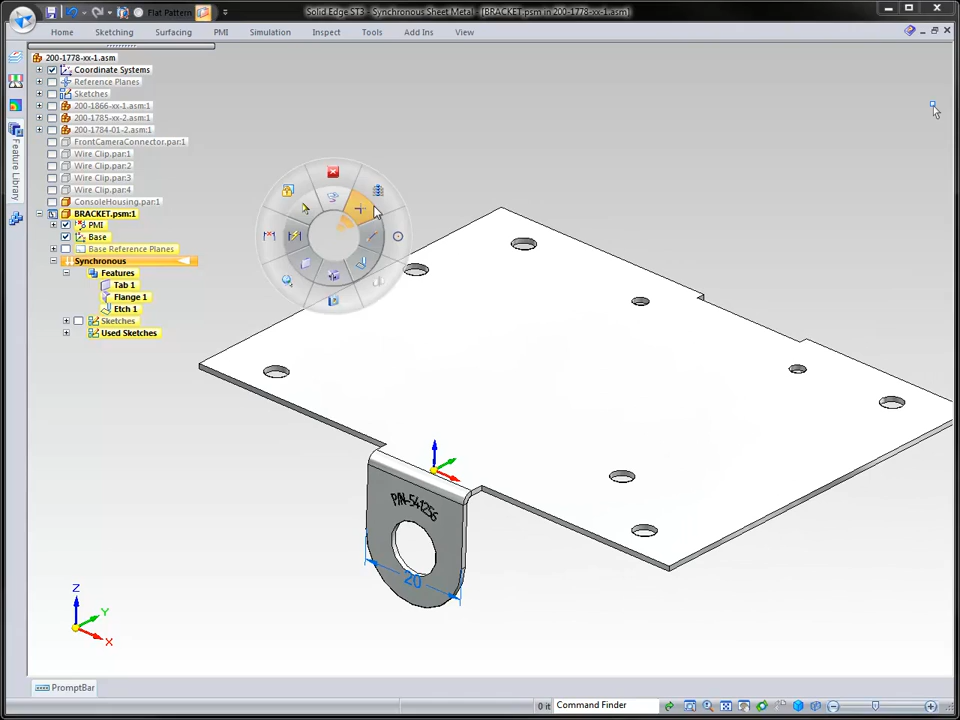 Flat Pattern
Solid Edge ST3 - Synchronous Sheet Metal - [BRACKET.psm in 200-1778-xx-1.asm]
Home Sketching Surfacing PMI Simulation Inspect Tools Add Ins View
200-1778-xx-1.asm
Coordinate Systems
Reference Planes
Sketches
200-1866-xx-1.asm:1
200-1785-xx-2.asm:1
200-1784-01-2.asm:1
FrontCameraConnector.par:1
Wire Clip.par:1
Wire Clip.par:2
Wire Clip.par:3
Wire Clip.par:4
ConsoleHousing.par:1
BRACKET.psm:1
PMI
Base
Base Reference Planes
Synchronous
Features
Tab 1
Flange 1
Etch 1
Sketches
Used Sketches
Feature Library
P/N-541256
20
Z
Y
X
PromptBar
0 it Command Finder